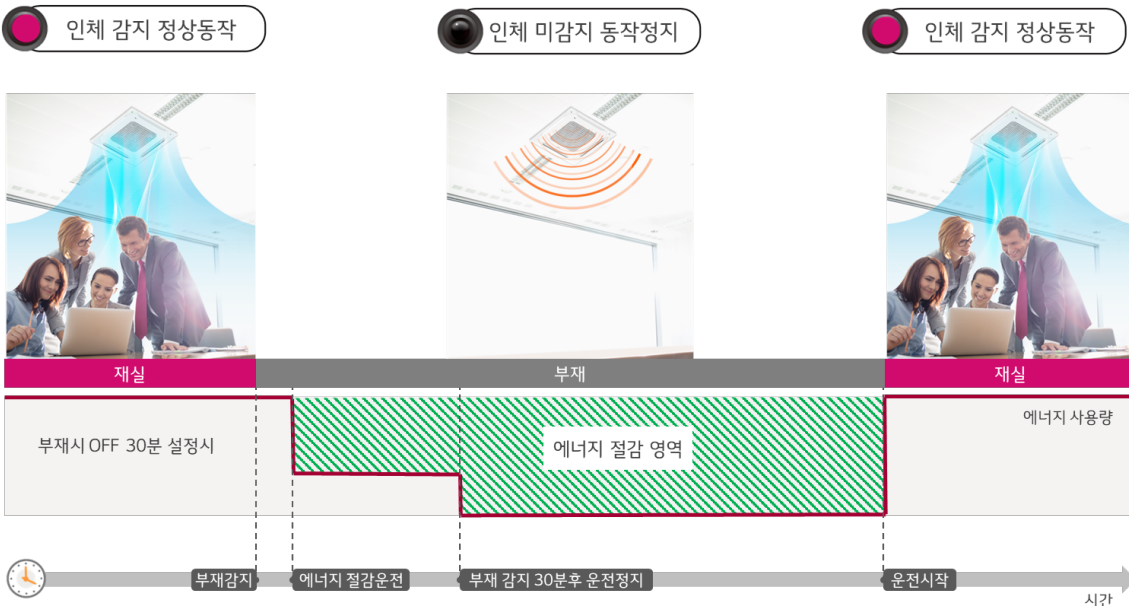 인체 감지 정상동작
인체 미감지 동작정지
인체 감지 정상동작
재실
부재
재실
에너지 사용량
부재시 OFF 30분 설정시
에너지 절감 영역
부재감지
에너지 절감운전
부재 감지 30분후 운전정지
운전시작
시간